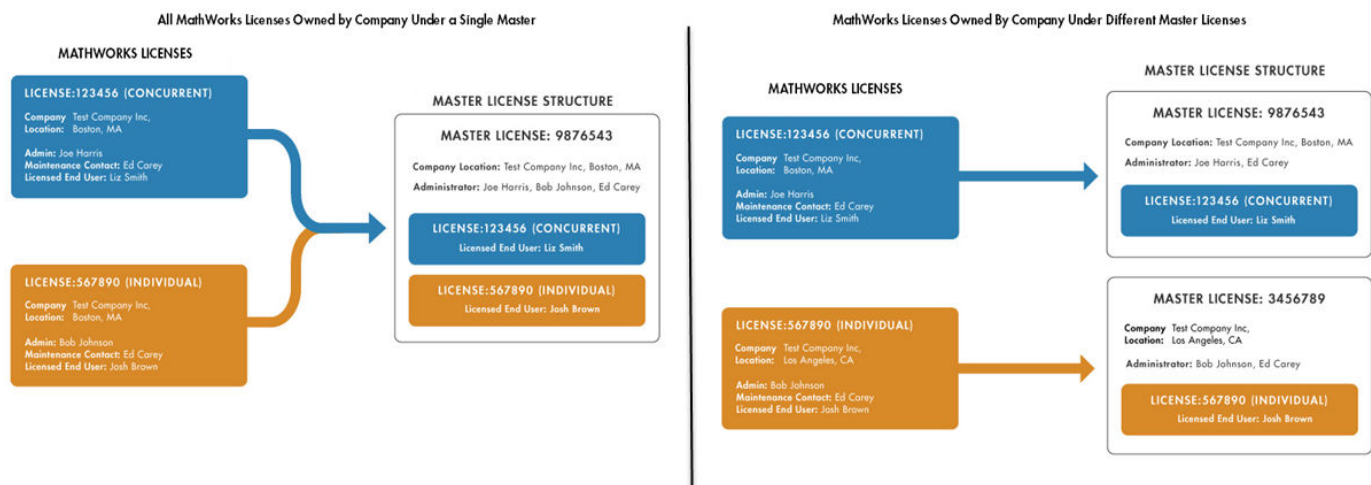 All MathWorks Licenses Owned by Company Under a Single Master
MATHWORKS LICENSES
LICENSE:123456 (CONCURRENT)
Company Test Company Inc,
Location: Boston, MA
Admin: Joe Harris
Maintenance Contact: Ed Carey
Licensed End User: Liz Smith
LICENSE:567890 (INDIVIDUAL)
Company Test Company Inc,
Location: Boston, MA
Admin: Bob Johnson
Maintenance Contact: Ed Carey
Licensed End User: Josh Brown
MASTER LICENSE STRUCTURE
MASTER LICENSE: 9876543
Company Location: Test Company Inc, Boston, MA
Administrator: Joe Harris, Bob Johnson, Ed Carey
LICENSE:123456 (CONCURRENT)
Licensed End User: Liz Smith
LICENSE:567890 (INDIVIDUAL)
Licensed End User: Josh Brown
MathWorks Licenses Owned By Company Under Different Master Licenses
MATHWORKS LICENSES
LICENSE:123456 (CONCURRENT)
Company Test Company Inc,
Location: Boston, MA
Admin: Joe Harris
Maintenance Contact: Ed Carey
Licensed End User: Liz Smith
LICENSE:567890 (INDIVIDUAL)
Company Test Company Inc,
Location: Los Angeles, CA
Admin: Bob Johnson
Maintenance Contact: Ed Carey
Licensed End User: Josh Brown
MASTER LICENSE STRUCTURE
MASTER LICENSE: 9876543
Company Location: Test Company Inc, Boston, MA
Administrator: Joe Harris, Ed Carey
LICENSE:123456 (CONCURRENT)
Licensed End User: Liz Smith
MASTER LICENSE: 3456789
Company Test Company Inc,
Location: Los Angeles, CA
Administrator: Bob Johnson, Ed Carey
LICENSE:567890 (INDIVIDUAL)
Licensed End User: Josh Brown